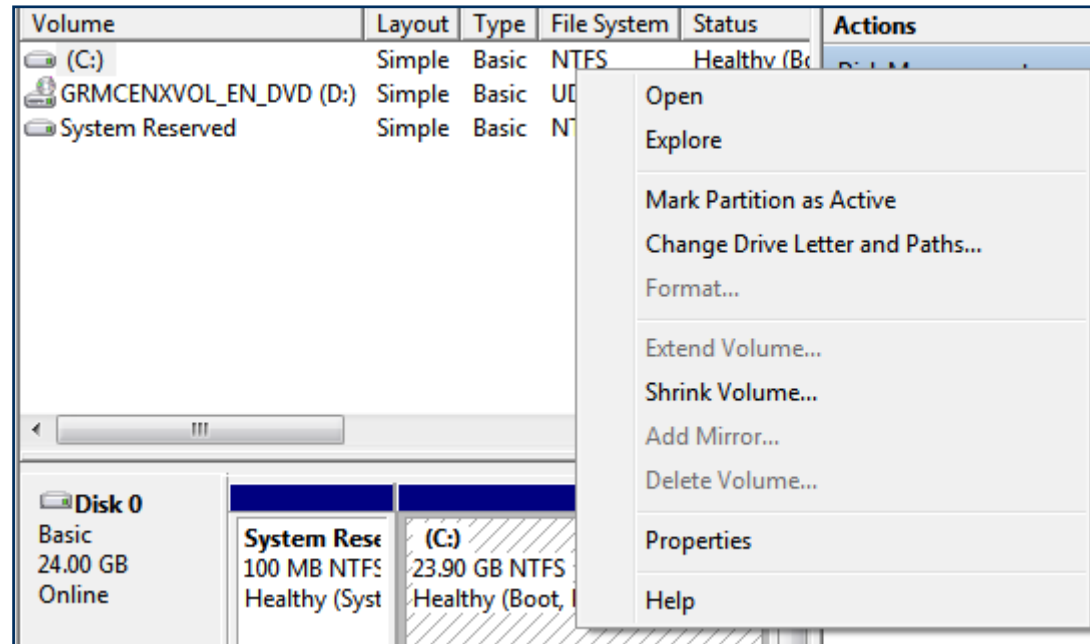 Volume Layout Type File System Status Actions
(C:) Simple Basic NTFS Healthy (Bo
GRMCENXVOL_EN_DVD (D:) Simple Basic UD
System Reserved Simple Basic NT
Open
Explore
Mark Partition as Active
Change Drive Letter and Paths...
Format...
Extend Volume...
Shrink Volume...
Add Mirror...
Delete Volume...
Properties
Help
Disk 0
Basic
24.00 GB
Online
System Rese
100 MB NTFS
Healthy (Syst
(C:)
23.90 GB NTFS
Healthy (Boot,